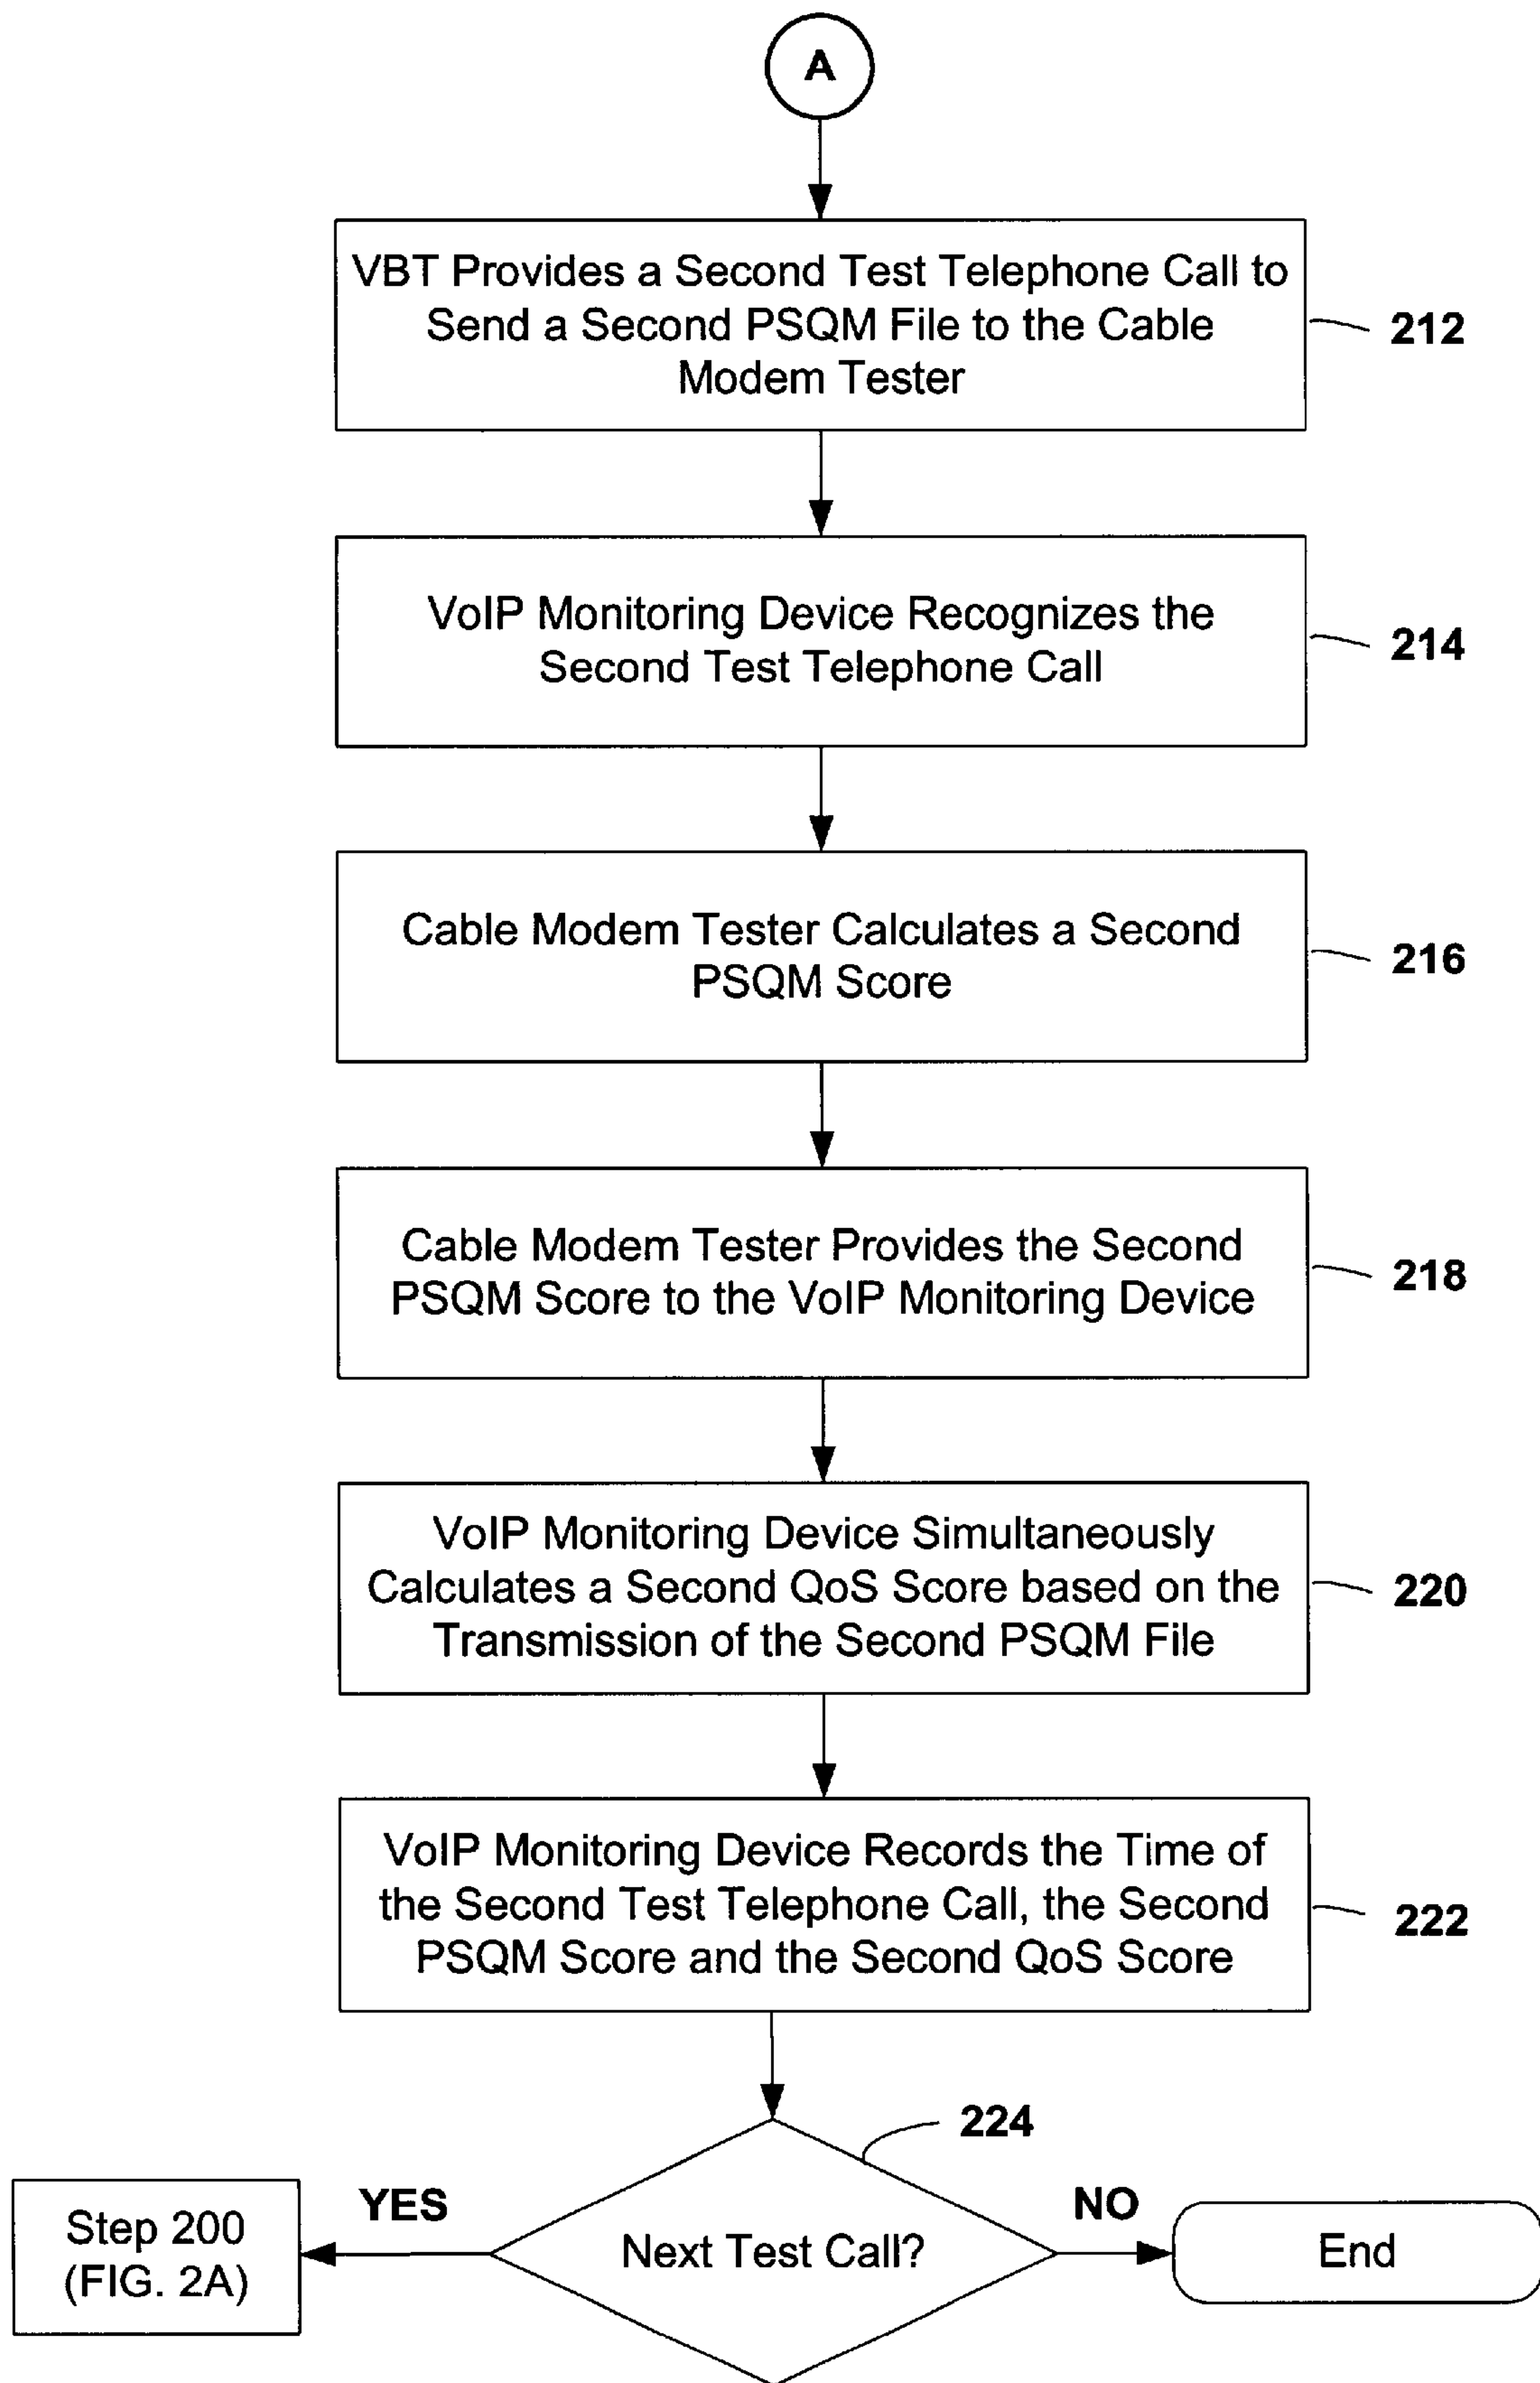 A
VBT Provides a Second Test Telephone Call to
Send a Second PSQM File to the Cable
Modem Tester
212
VoIP Monitoring Device Recognizes the
Second Test Telephone Call
214
Cable Modem Tester Calculates a Second
PSQM Score
216
Cable Modem Tester Provides the Second
PSQM Score to the VoIP Monitoring Device
218
VoIP Monitoring Device Simultaneously
Calculates a Second QoS Score based on the
Transmission of the Second PSQM File
220
VoIP Monitoring Device Records the Time of
the Second Test Telephone Call, the Second
PSQM Score and the Second QoS Score
222
224
YES
NO
Step 200
(FIG. 2A)
Next Test Call?
End